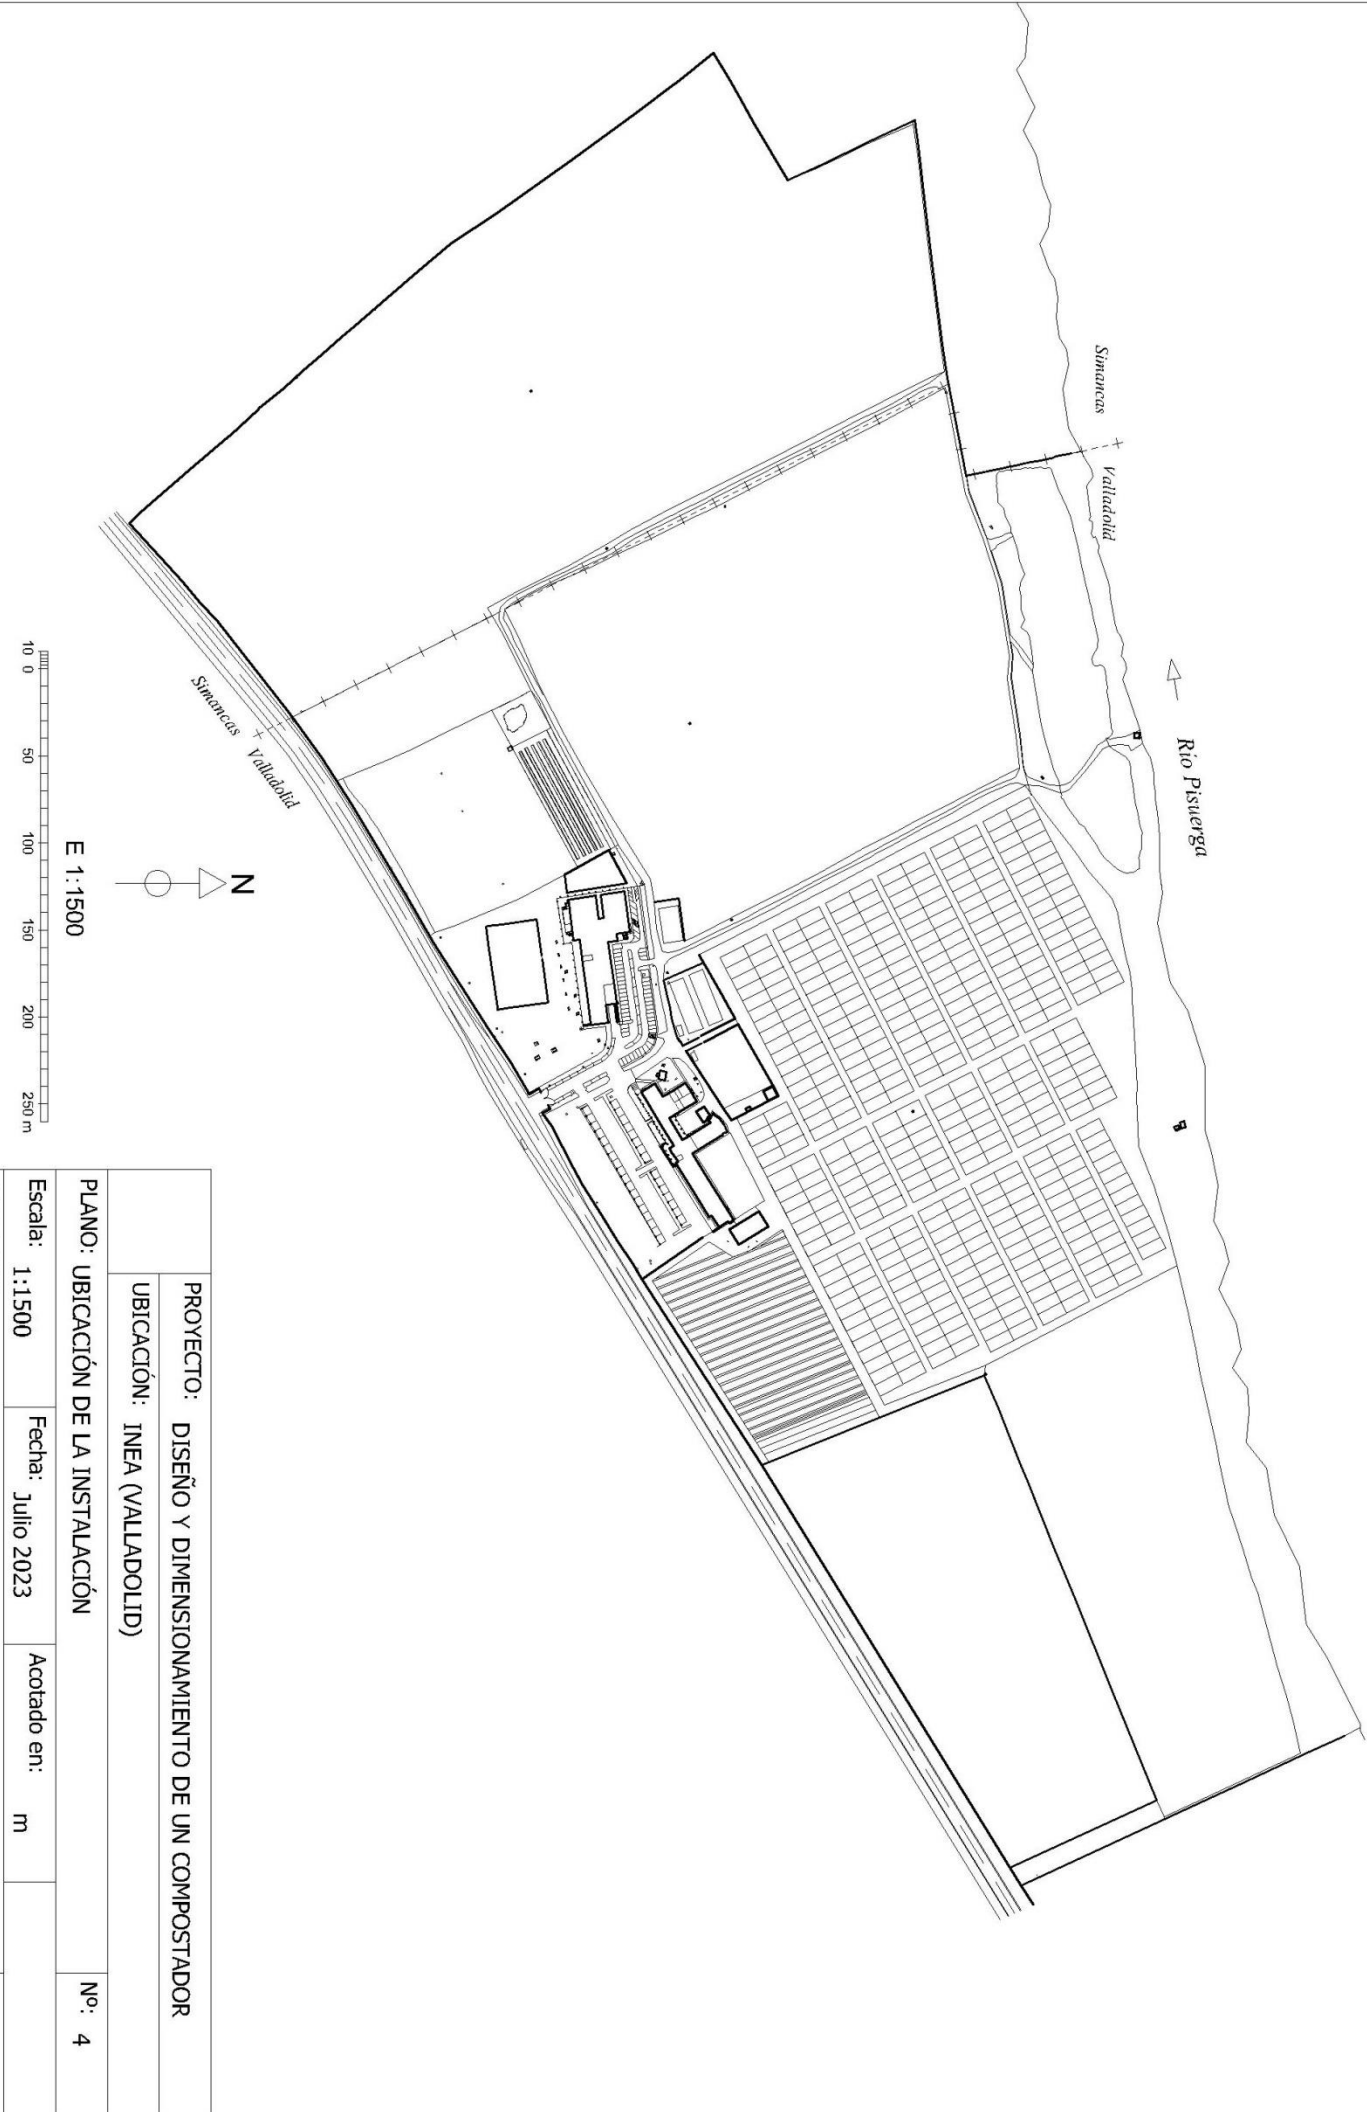 Simancas
Valladolid
Río Pisuerga
Simancas
Valladolid
N
E 1:1500
10 0 50 100 150 200 250 m
PROYECTO: DISEÑO Y DIMENSIONAMIENTO DE UN COMPOSTADOR
UBICACIÓN: INEA (VALLADOLID)
PLANO: UBICACIÓN DE LA INSTALACIÓN Nº: 4
Escala: 1:1500 Fecha: Julio 2023 Acotado en: m